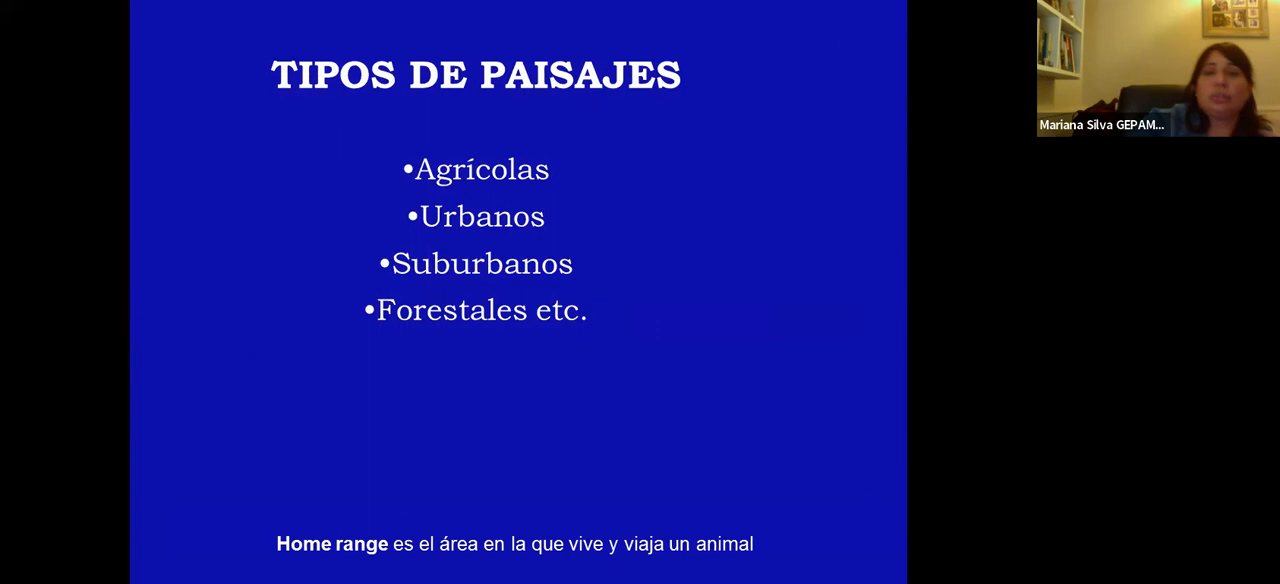 TIPOS DE PAISAJES
•Agrícolas
•Urbanos
•Suburbanos
•Forestales etc.
Home range es el área en la que vive y viaja un animal
Mariana Silva GEPAM...